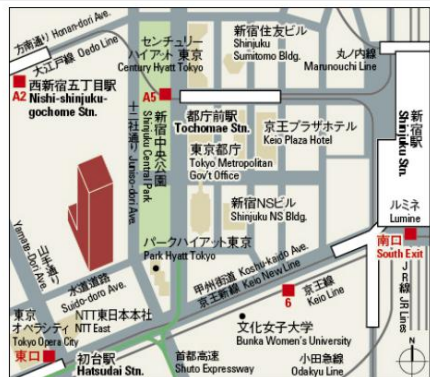 方南通り Honan-dori Ave.
大江戸線 Oedo Line
A2
西新宿五丁目駅
Nishi-shinjuku-
gochome Stn.
センチュリー
ハイアット 東京
Century Hyatt Tokyo
A5
新宿住友ビル
Shinjuku
Sumitomo Bldg.
丸ノ内線
Marunouchi Line
十二社通り Juniso-dori Ave.
新宿中央公園
Shinjuku Central Park
都庁前駅
Tochomae Stn.
京王プラザホテル
Keio Plaza Hotel
新宿駅
Shinjuku Stn.
東京都庁
Tokyo Metropolitan
Gov't Office
新宿NSビル
Shinjuku NS Bldg.
ルミネ
Lumine
南口
South Exit
山手通り
Yamate-Dori Ave.
パークハイアット東京
Park Hyatt Tokyo
水道道路
Suido-doro Ave.
甲州街道 Koshu-kaido Ave.
京王新線 Keio New Line
6
京王線
Keio Line
JR線 JR Lines
東京
オペラシティ
Tokyo Opera City
NTT東日本本社
NTT East
文化女子大学
Bunka Women's University
東口
初台駅
Hatsudai Stn.
首都高速
Shuto Expressway
小田急線
Odakyu Line
N